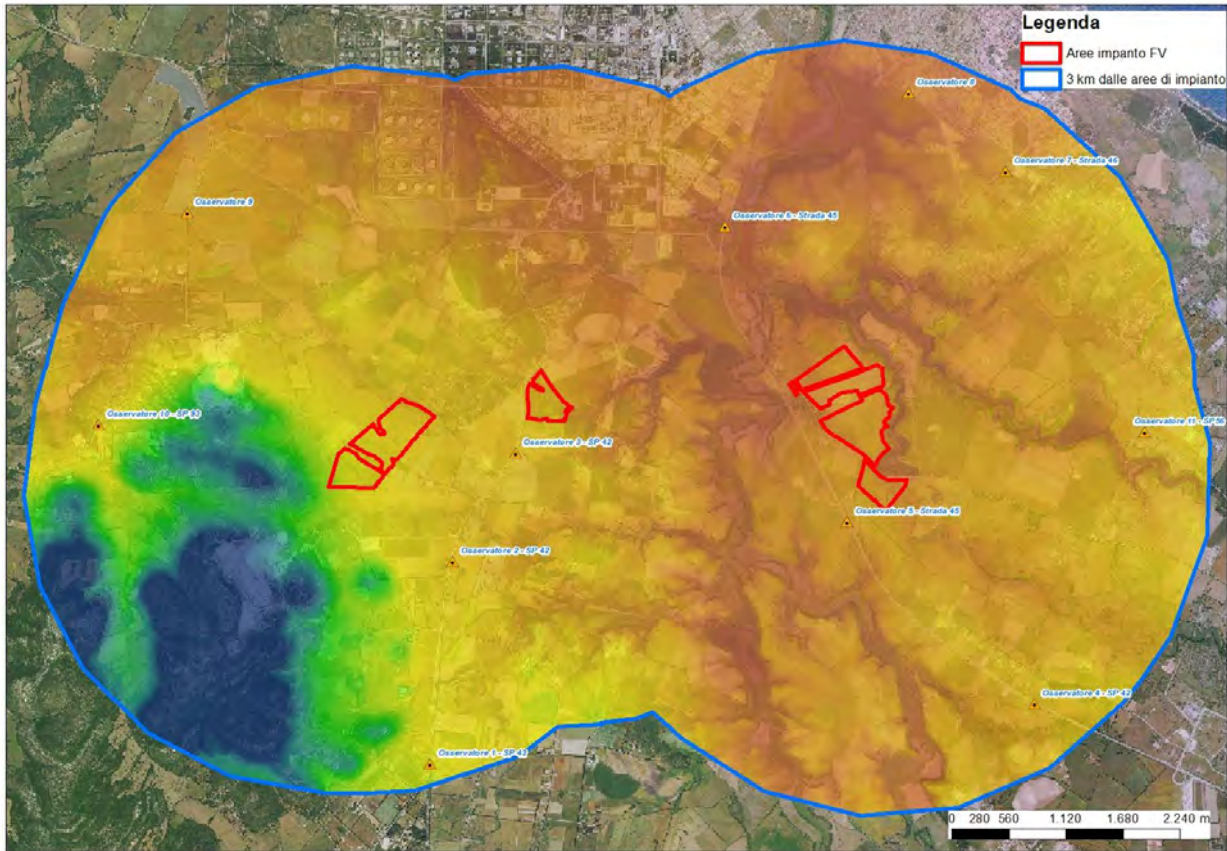 Legenda
Aree impanto FV
3 km dalle aree di impianto
Osservatore 8
Osservatore 7 - Strada 46
Osservatore 9
Osservatore 6 - Strada 45
Osservatore 10 - SP 93
Osservatore 11 - SP56
Osservatore 3 - SP 42
Osservatore 5 - Strada 45
Osservatore 2 - SP 42
Osservatore 4 - SP 42
Osservatore 1 - SP 42
0 280 560 1.120 1.680 2.240 m